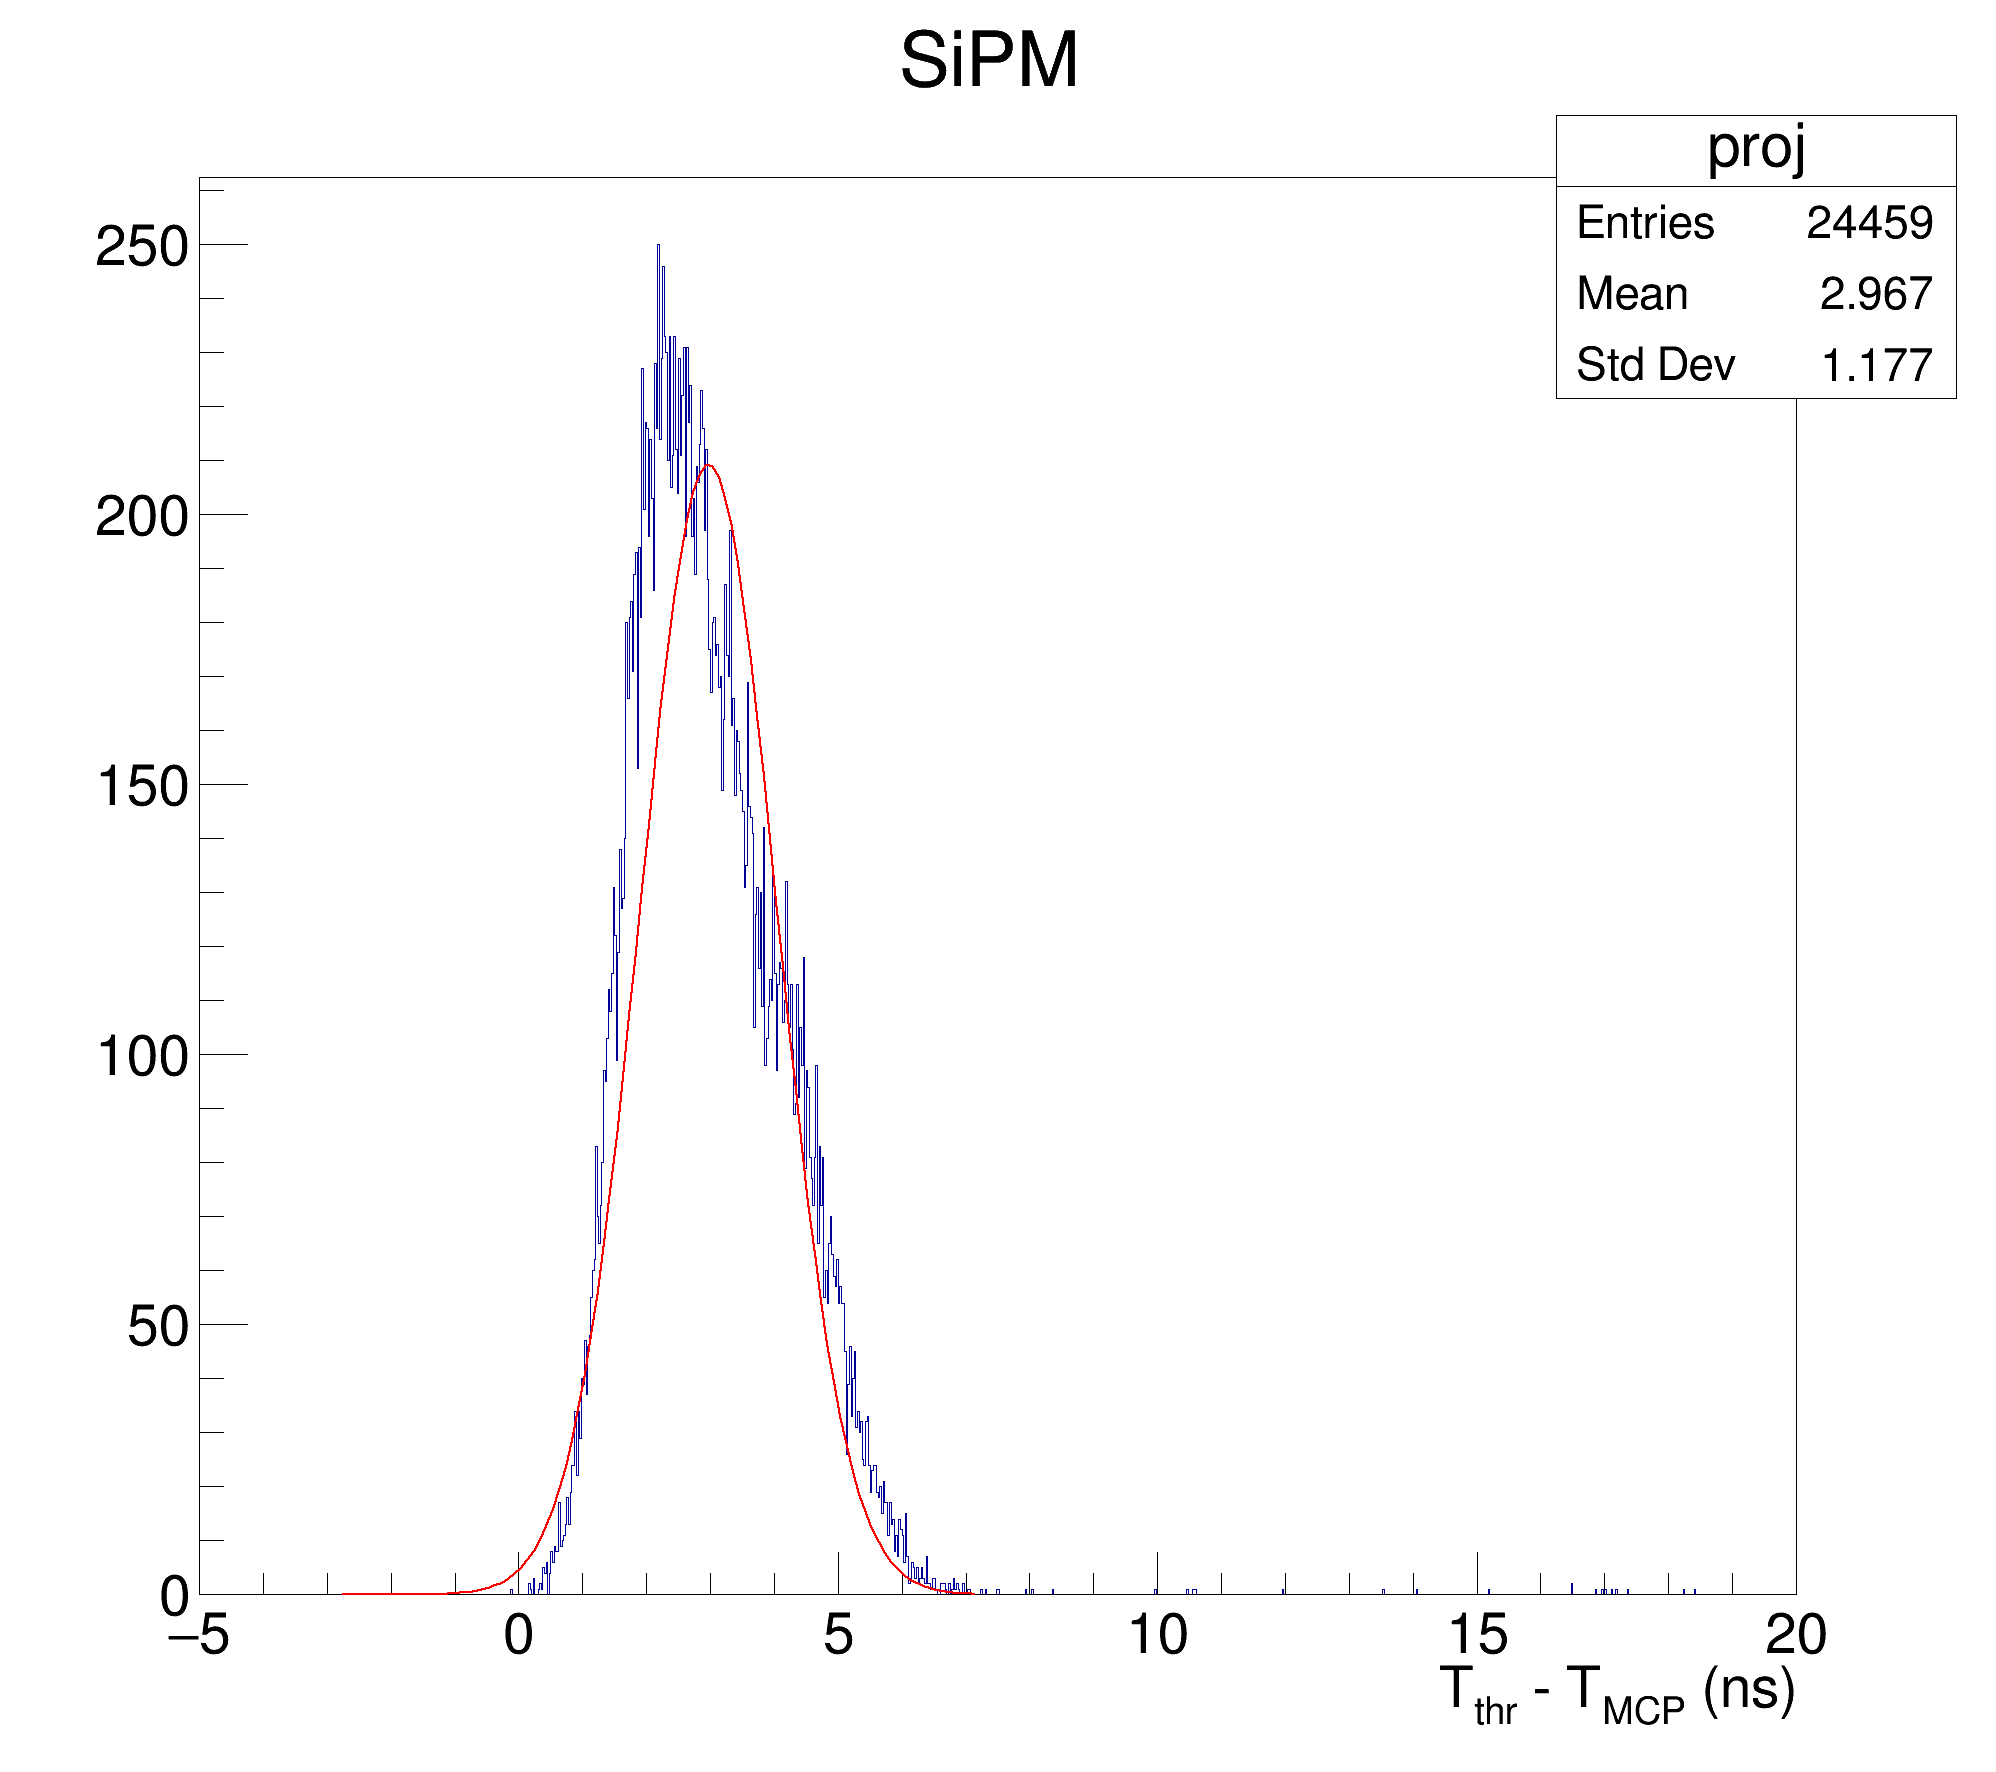 SiPM
proj
Entries 24459
Mean 2.967
Std Dev 1.177
250
200
150
100
50
0
−5 0 5 10 15 20
T_thr - T_MCP (ns)